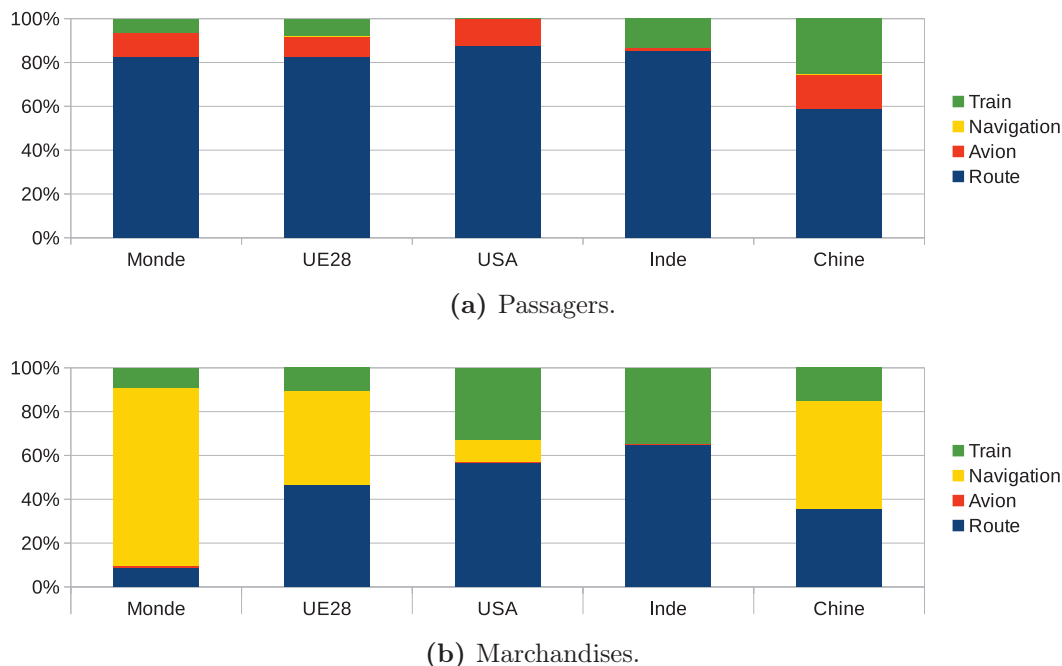 100%
80%
60%
40%
20%
0%
Monde UE28 USA Inde Chine
Train
Navigation
Avion
Route
(a) Passagers.
100%
80%
60%
40%
20%
0%
Monde UE28 USA Inde Chine
Train
Navigation
Avion
Route
(b) Marchandises.